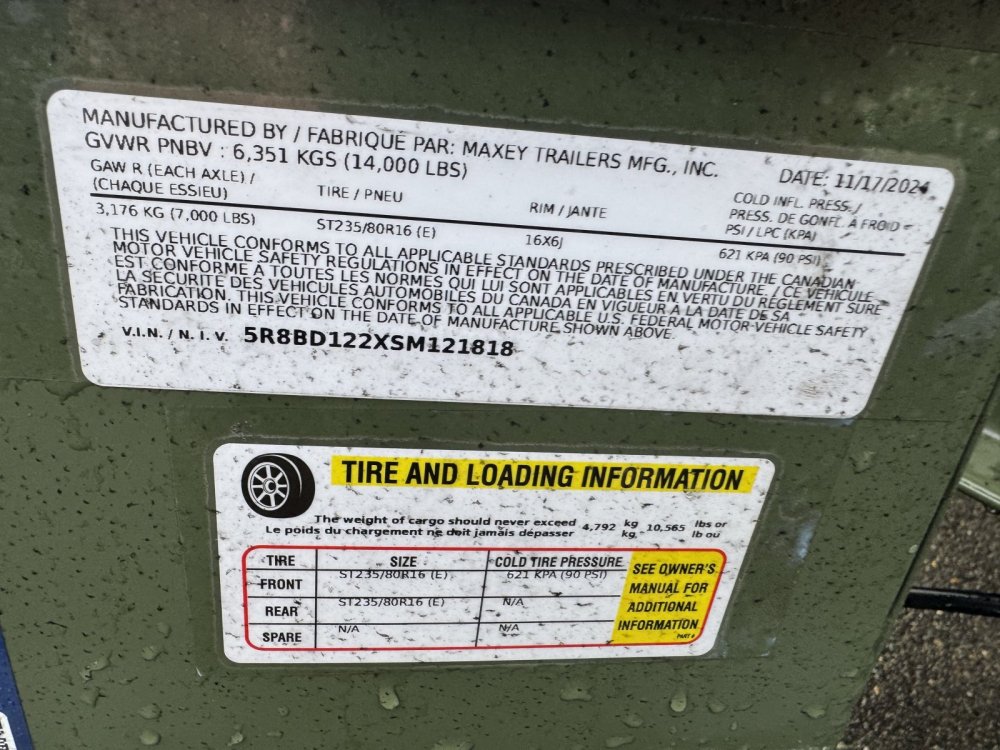 MANUFACTURED BY / FABRIQUE PAR: MAXEY TRAILERS MFG., INC.
DATE: 11/17/2024
GVWR PNBV : 6,351 KGS (14,000 LBS)
GAW R (EACH AXLE) /
(CHAQUE ESSIEU)
TIRE / PNEU
RIM / JANTE
COLD INFL. PRESS./
PRESS. DE GONFL. À FROID
PSI / LPC (KPA)
3,176 KG (7,000 LBS)
ST235/80R16 (E)
16X6J
621 KPA (90 PSI)
THIS VEHICLE CONFORMS TO ALL APPLICABLE STANDARDS PRESCRIBED UNDER THE CANADIAN
MOTOR VEHICLE SAFETY REGULATIONS IN EFFECT ON THE DATE OF MANUFACTURE. / CE VÉHICULE
EST CONFORME À TOUTES LES NORMES QUI LUI SONT APPLICABLES EN VERTU DU RÈGLEMENT SURE
LA SÉCURITÉ DES VÉHICULES AUTOMOBILES DU CANADA EN VIGUEUR À LA DATE DE SA
FABRICATION. THIS VEHICLE CONFORMS TO ALL APPLICABLE U.S. FEDERAL MOTOR VEHICLE SAFETY
STANDARDS IN EFFECT ON THE DATE OF MANUFACTURE SHOWN ABOVE.
V.I.N. / N. I. V. 5R8BD122XSM121818
TIRE AND LOADING INFORMATION
The weight of cargo should never exceed 4,792 kg 10,565 lbs or
Le poids du chargement ne doit jamais dépasser kg. lb ou
TIRE SIZE COLD TIRE PRESSURE
FRONT ST235/80R16 (E) 621 KPA (90 PSI)
REAR ST235/80R16 (E) N/A
SPARE N/A N/A
SEE OWNER'S
MANUAL FOR
ADDITIONAL
INFORMATION